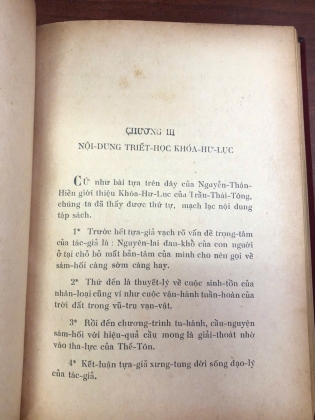 CHƯƠNG III
NỘI-DUNG TRIẾT-HỌC KHÓA-HƯ-LỤC
CỨ như bài tựa trên đây của Nguyễn-Thận-
Hiên giới thiệu Khóa-Hư-Lục của Trần-Thái-Tông,
chúng ta đã thấy được thứ tự, mạch lạc nội dung
tập sách.
1* Trước hết tựa-giả vạch rõ vấn đề trọng-tâm
của tác-giả là : Nguyên-lai đau-khổ của con người
ở tại chỗ bỏ mất bản-tâm của mình cho nên gọi về
sám-hối càng sớm càng hay.
2* Thứ đến là thuyết-lý về cuộc sinh-tồn của
nhân-loại cũng ví như cuộc vận-hành tuần-hoàn của
trời đất trong vũ-trụ vạn-vật.
3* Rồi đến chương-trình tu-hành, cầu-nguyện
sám-hối với hiệu-quả cầu mong là giải-thoát nhờ
vào tha-lực của Thế-Tôn.
4* Kết-luận tựa-giả xưng-tụng đời sống đạo-lý
của tác-giả.